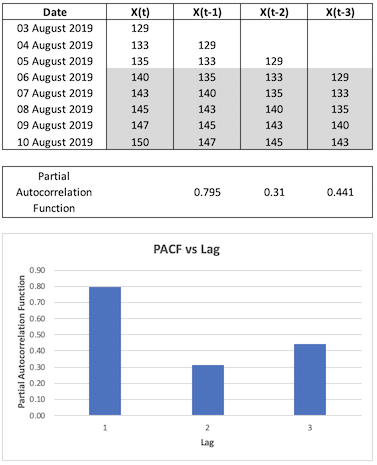 Date X(t) X(t-1) X(t-2) X(t-3)
03 August 2019 129
04 August 2019 133 129
05 August 2019 135 133 129
06 August 2019 140 135 133 129
07 August 2019 143 140 135 133
08 August 2019 145 143 140 135
09 August 2019 147 145 143 140
10 August 2019 150 147 145 143
Partial
Autocorrelation 0.795 0.31 0.441
Function
PACF vs Lag
Partial Autocorrelation Function
0.90
0.80
0.70
0.60
0.50
0.40
0.30
0.20
0.10
0.00
1 2 3
Lag